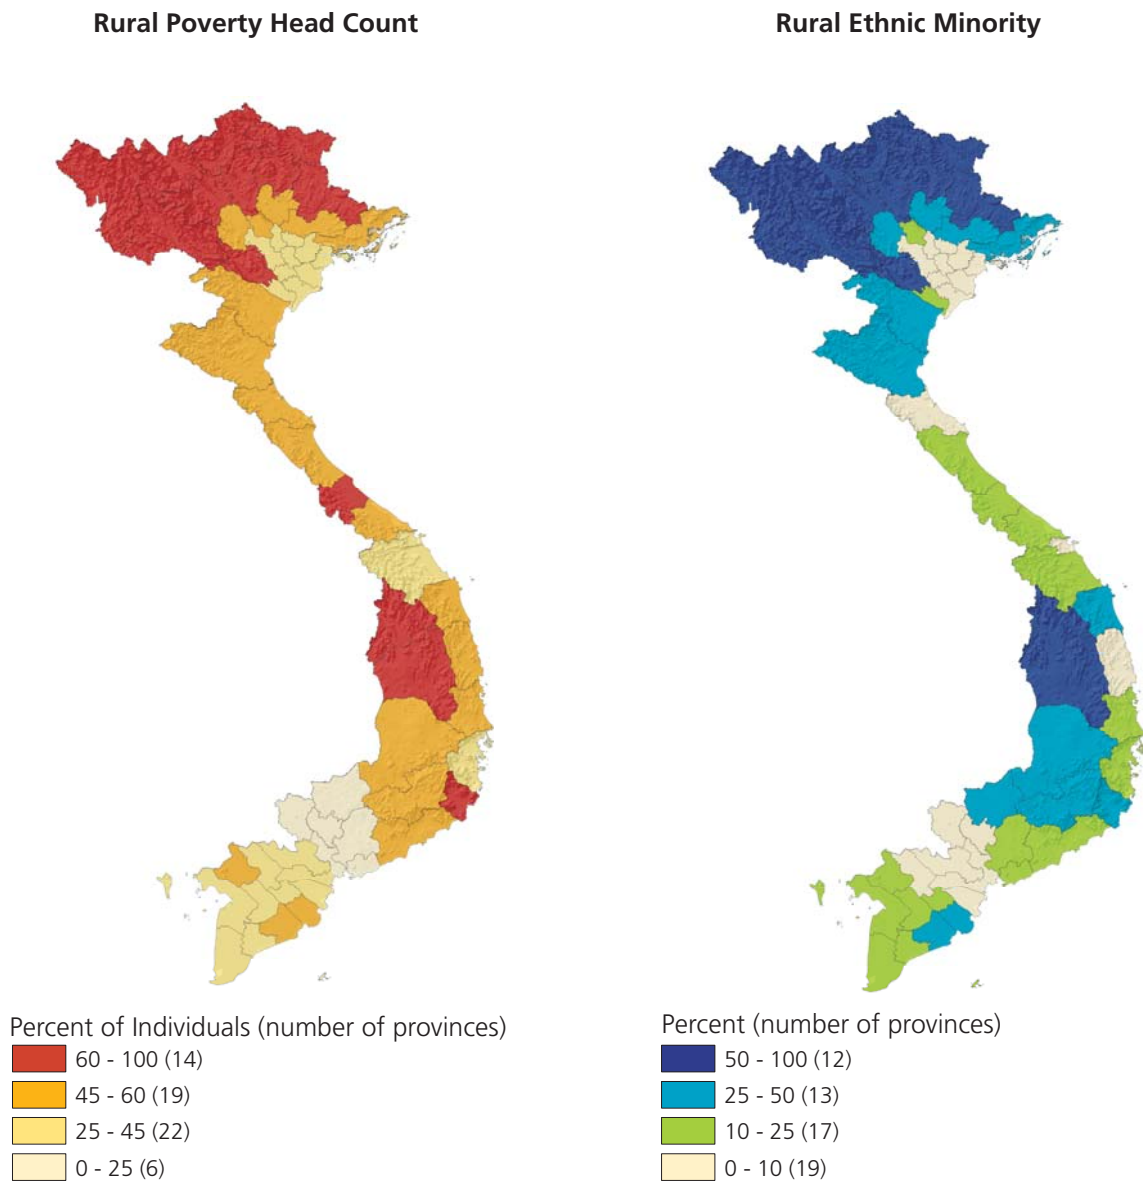 Rural Poverty Head Count
Rural Ethnic Minority
Percent of Individuals (number of provinces)
60 - 100 (14)
45 - 60 (19)
25 - 45 (22)
0 - 25 (6)
Percent (number of provinces)
50 - 100 (12)
25 - 50 (13)
10 - 25 (17)
0 - 10 (19)